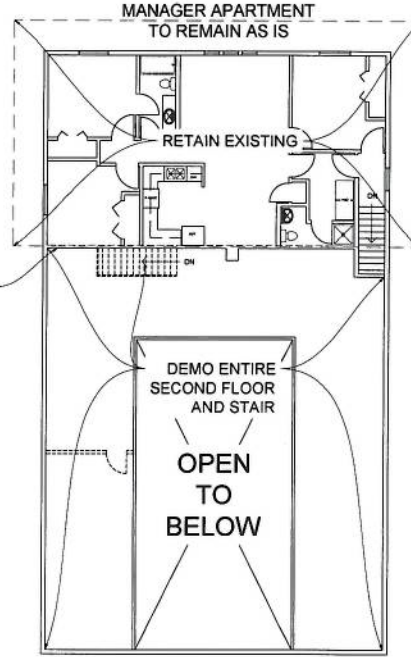 MANAGER APARTMENT
TO REMAIN AS IS
RETAIN EXISTING
DN
DN
DEMO ENTIRE
SECOND FLOOR
AND STAIR
OPEN
TO
BELOW